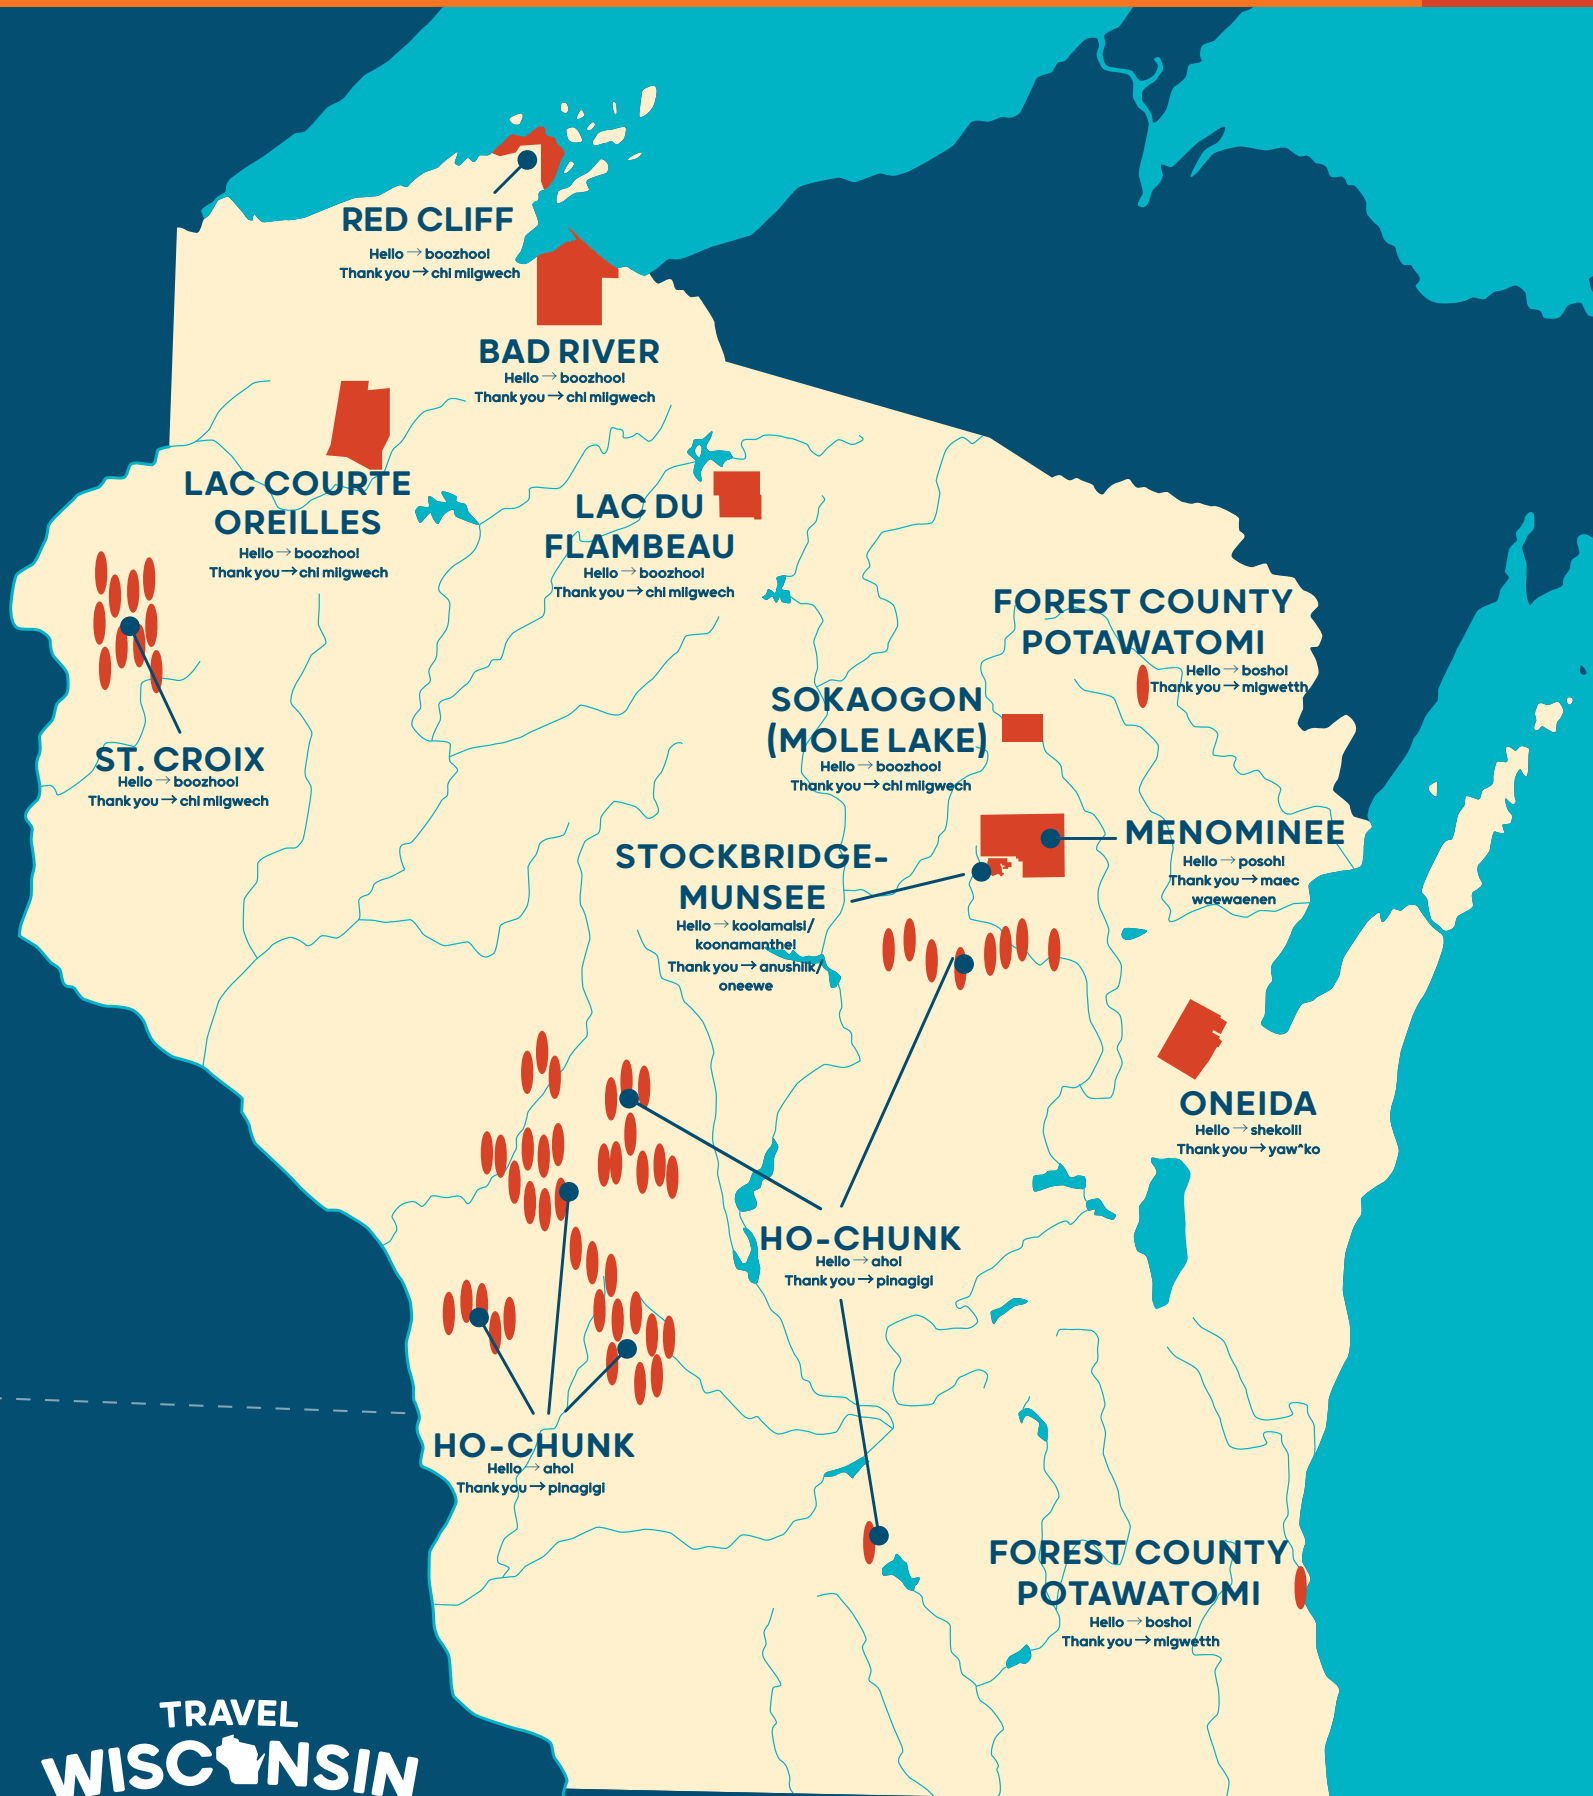 RED CLIFF
Hello → boozhoo!
Thank you → chi miigwech
BAD RIVER
Hello → boozhoo!
Thank you → chi miigwech
LAC COURTE
OREILLES
Hello → boozhoo!
Thank you → chi miigwech
LAC DU
FLAMBEAU
Hello → boozhoo!
Thank you → chi miigwech
FOREST COUNTY
POTAWATOMI
Hello → bosho!
Thank you → migwetth
SOKAOGON
(MOLE LAKE)
Hello → boozhoo!
Thank you → chi miigwech
ST. CROIX
Hello → boozhoo!
Thank you → chi miigwech
MENOMINEE
Hello → posoh!
Thank you → maec
waewaenen
STOCKBRIDGE-
MUNSEE
Hello → koolamalsi/
koonamanthe!
Thank you → anushiik/
oneewe
ONEIDA
Hello → shekolii!
Thank you → yaw^ko
HO-CHUNK
Hello → aho!
Thank you → pinagigi
HO-CHUNK
Hello → aho!
Thank you → pinagigi
FOREST COUNTY
POTAWATOMI
Hello → bosho!
Thank you → migwetth
TRAVEL
WISCONSIN